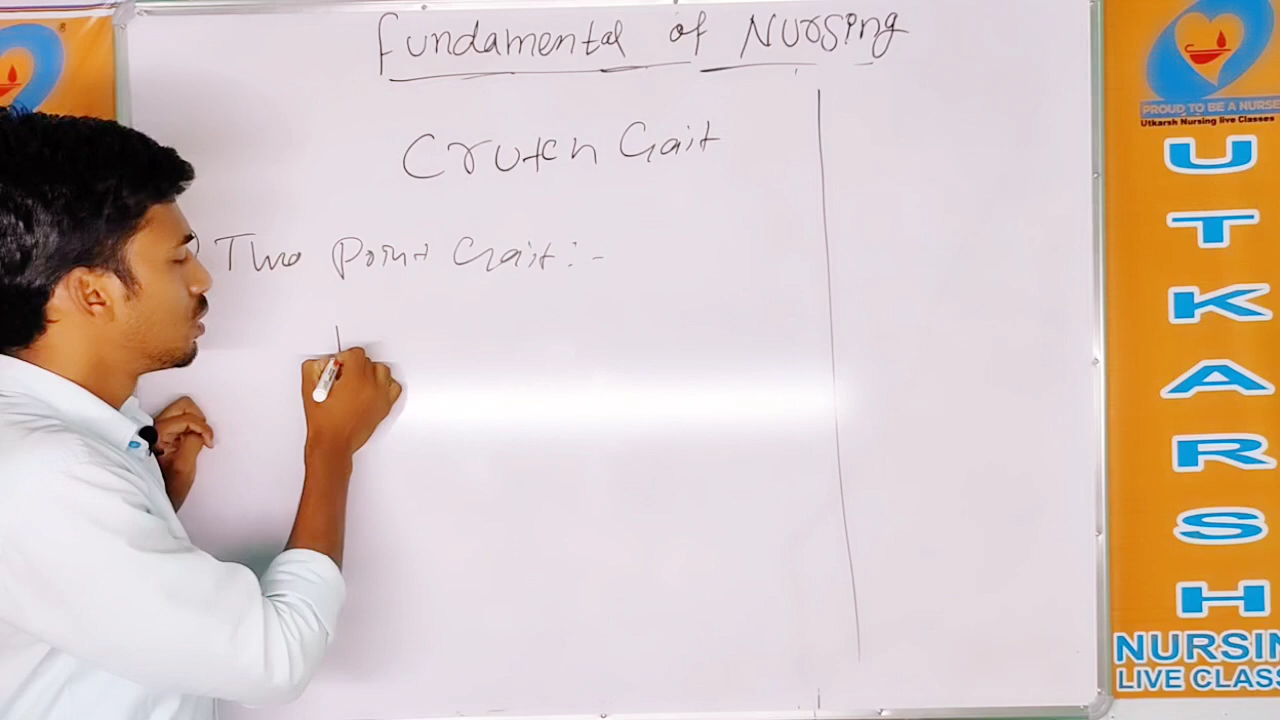 Fundamental of Nursing
Crutch Gait
Two Point Gait:-
®
PROUD TO BE A NURSE
Utkarsh Nursing live Classes
UTKARSH
NURSIN
LIVE CLASS